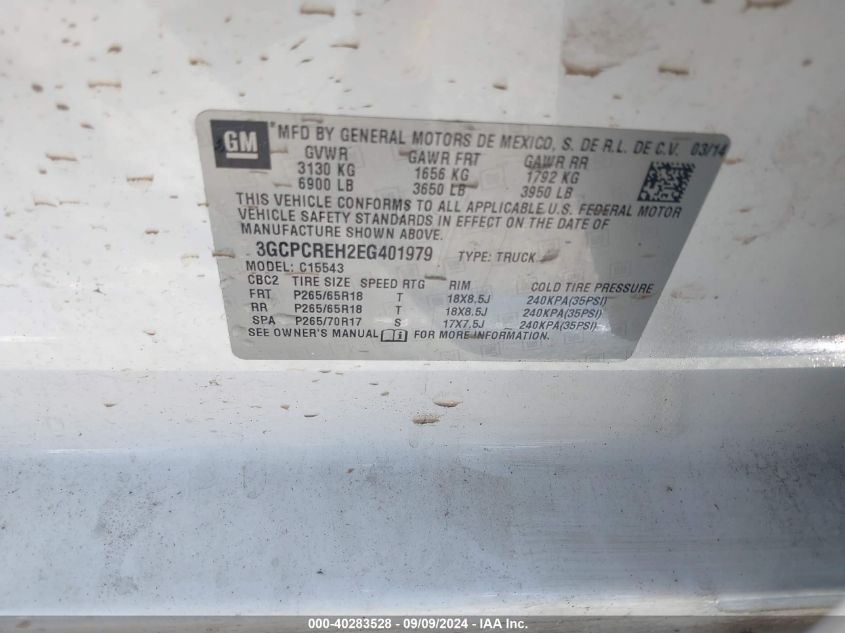 GM
*MFD BY GENERAL MOTORS DE MEXICO, S. DE R.L. DE C.V. 03/14
GVWR GAWR FRT GAWR RR
3130 KG 1656 KG 1792 KG
6900 LB 3650 LB 3950 LB
THIS VEHICLE CONFORMS TO ALL APPLICABLE U.S. FEDERAL MOTOR
VEHICLE SAFETY STANDARDS IN EFFECT ON THE DATE OF
MANUFACTURE SHOWN ABOVE.
3GCPCREH2EG401979 TYPE: TRUCK
MODEL: C15543
CBC2 TIRE SIZE SPEED RTG RIM COLD TIRE PRESSURE
FRT P265/65R18 T 18X8.5J 240KPA(35PSI)
RR P265/65R18 T 18X8.5J 240KPA(35PSI)
SPA P265/70R17 S 17X7.5J 240KPA(35PSI)
SEE OWNER'S MANUAL FOR MORE INFORMATION.
000-40283528 - 09/09/2024 - IAA Inc.